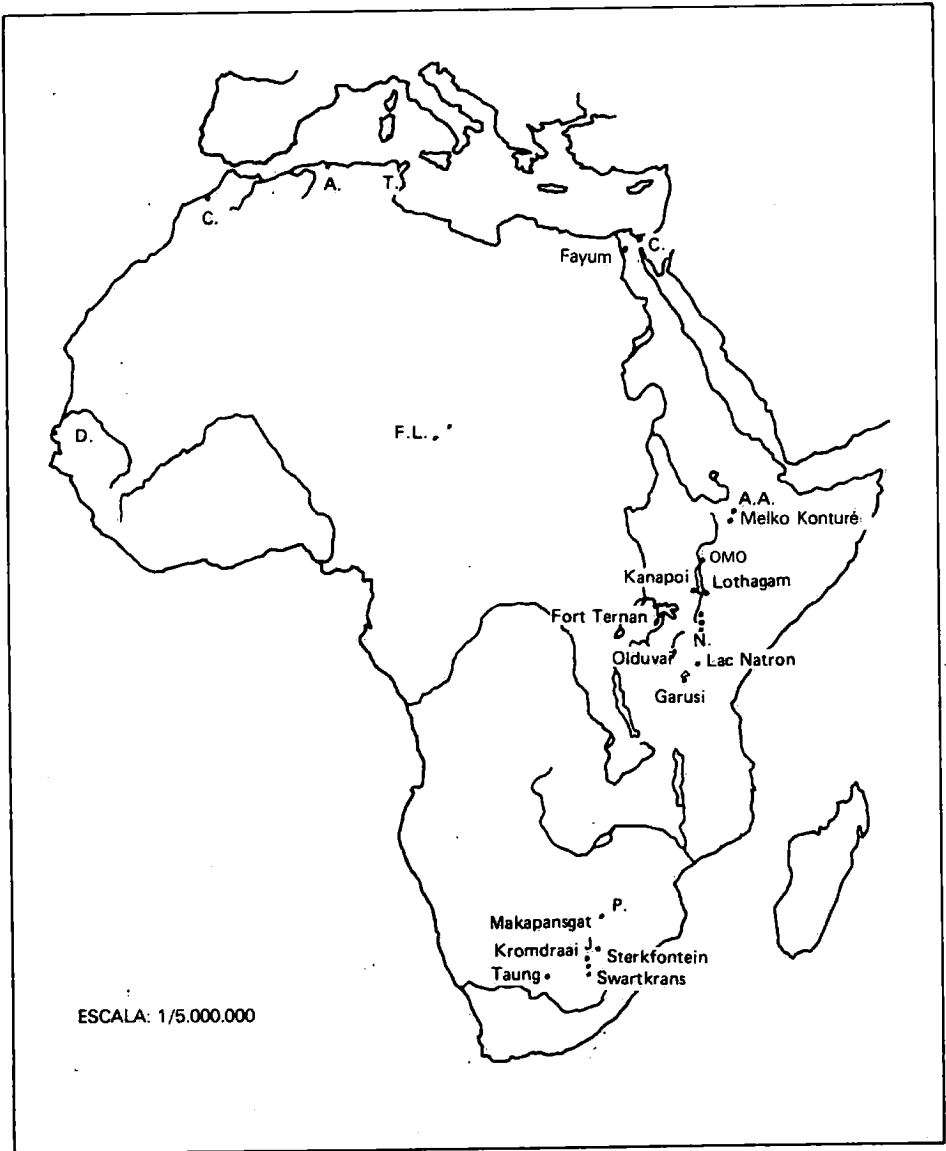 A.
T.
C.
C.
Fayum
D.
F.L.
A.A.
Melko Konturé
OMO
Kanapoi
Lothagam
Fort Ternan
N.
Olduvai
Lac Natron
Garusi
P.
Makapansgat
Kromdraai
J.
Sterkfontein
Taung
Swartkrans
ESCALA: 1/5.000.000